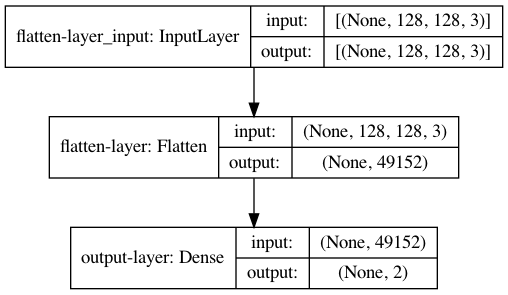 flatten-layer_input: InputLayer
input: [(None, 128, 128, 3)]
output: [(None, 128, 128, 3)]
flatten-layer: Flatten
input: (None, 128, 128, 3)
output: (None, 49152)
output-layer: Dense
input: (None, 49152)
output: (None, 2)